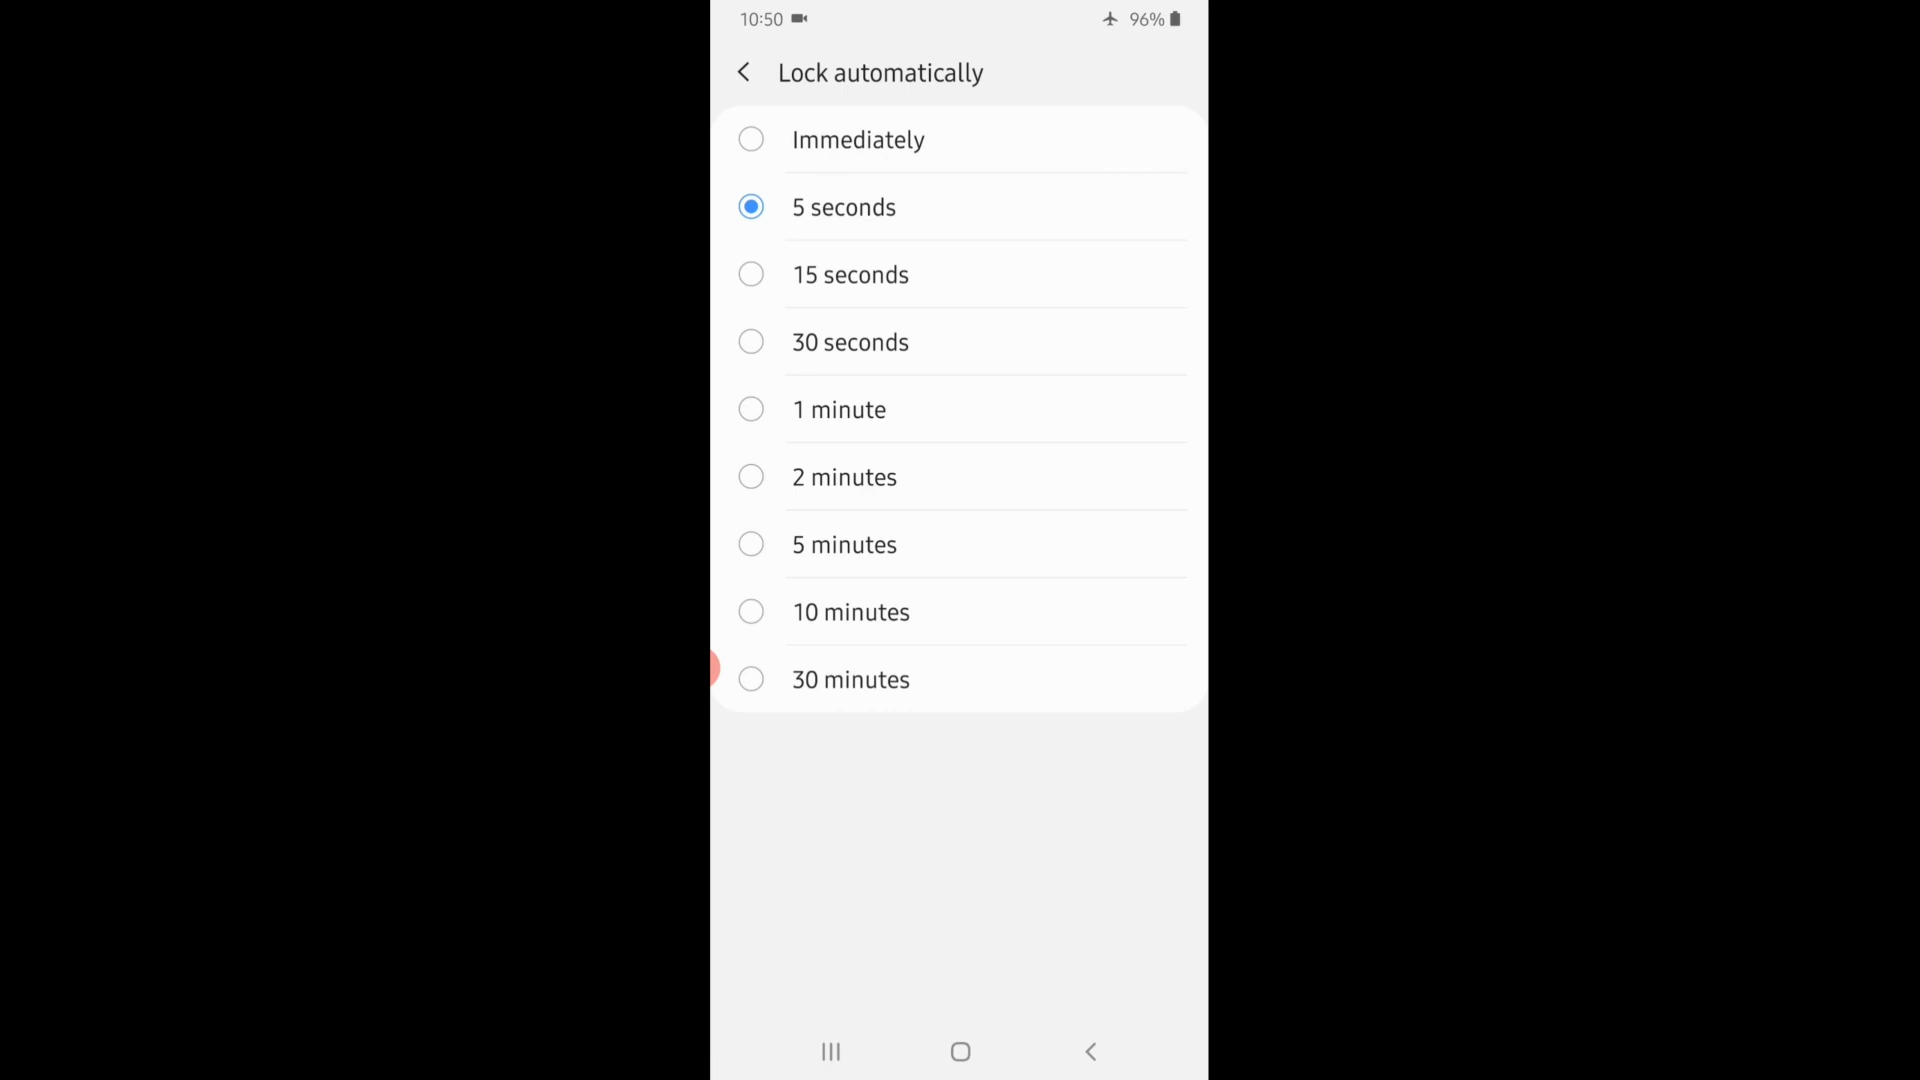 10:50 96%
Lock automatically
Immediately
5 seconds
15 seconds
30 seconds
1 minute
2 minutes
5 minutes
10 minutes
30 minutes